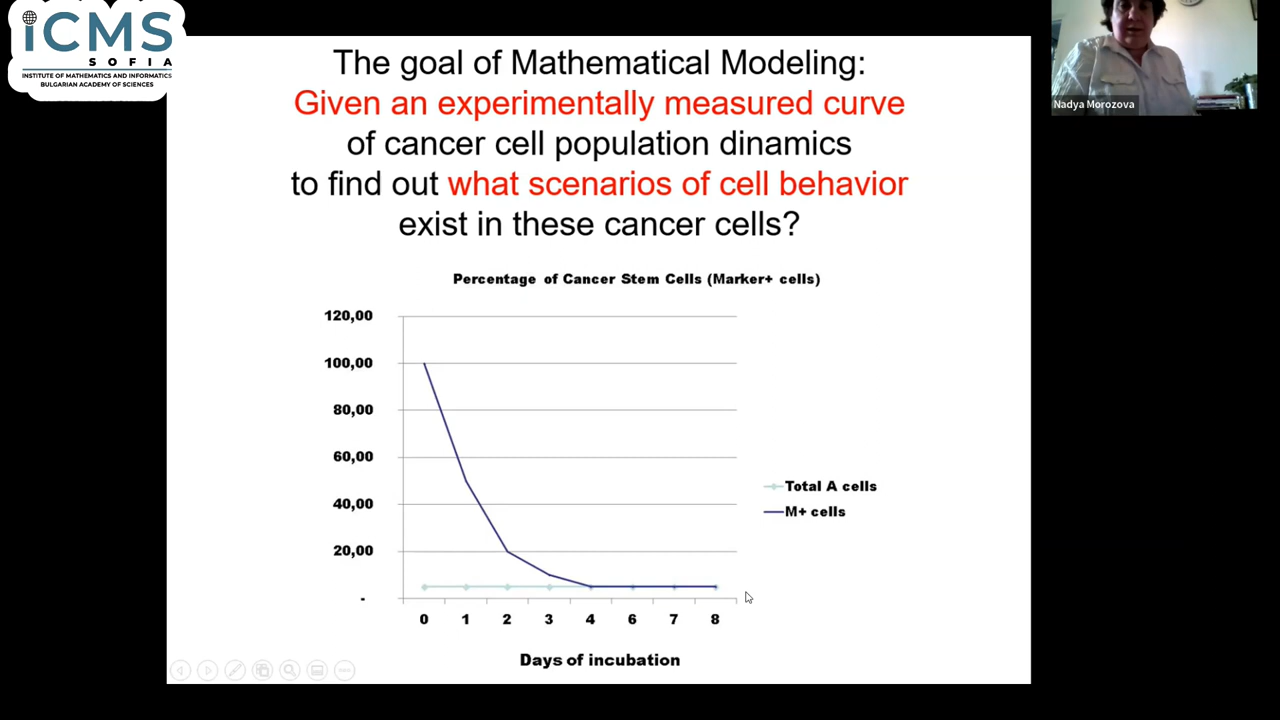 iCMS
SOFIA
INSTITUTE OF MATHEMATICS AND INFORMATICS
BULGARIAN ACADEMY OF SCIENCES
Nadya Morozova
The goal of Mathematical Modeling:
Given an experimentally measured curve
of cancer cell population dinamics
to find out what scenarios of cell behavior
exist in these cancer cells?
Percentage of Cancer Stem Cells (Marker+ cells)
120,00
100,00
80,00
60,00
40,00
20,00
-
0 1 2 3 4 6 7 8
Days of incubation
Total A cells
M+ cells